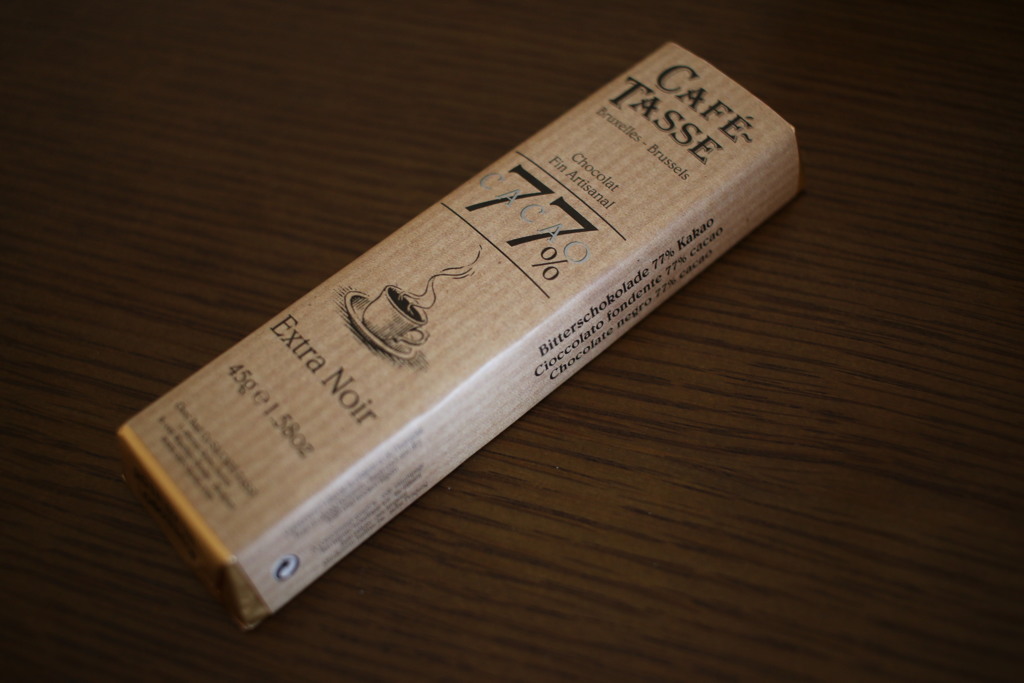 CAFÉ-
TASSE
Bruxelles - Brussels
Chocolat
Fin Artisanal
77%
CACAO
Extra Noir
45g e 1.58oz
Bitterschokolade 77% Kakao
Cioccolato fondente 77% cacao
Chocolate negro 77% cacao